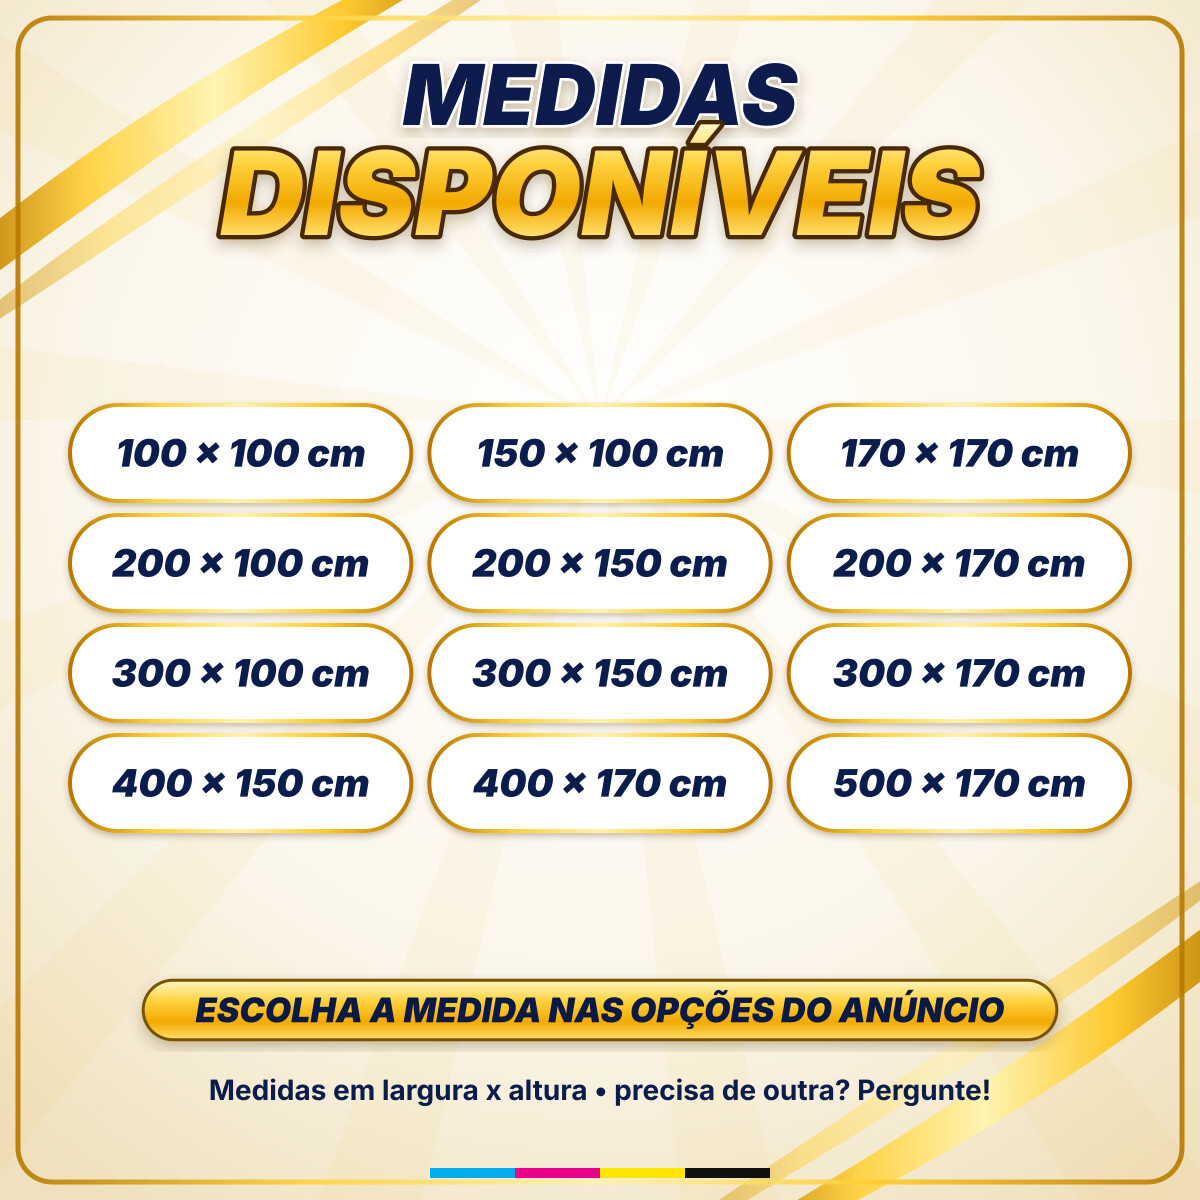 MEDIDAS
DISPONÍVEIS
100 × 100 cm
150 × 100 cm
170 × 170 cm
200 × 100 cm
200 × 150 cm
200 × 170 cm
300 × 100 cm
300 × 150 cm
300 × 170 cm
400 × 150 cm
400 × 170 cm
500 × 170 cm
ESCOLHA A MEDIDA NAS OPÇÕES DO ANÚNCIO
Medidas em largura x altura • precisa de outra? Pergunte!